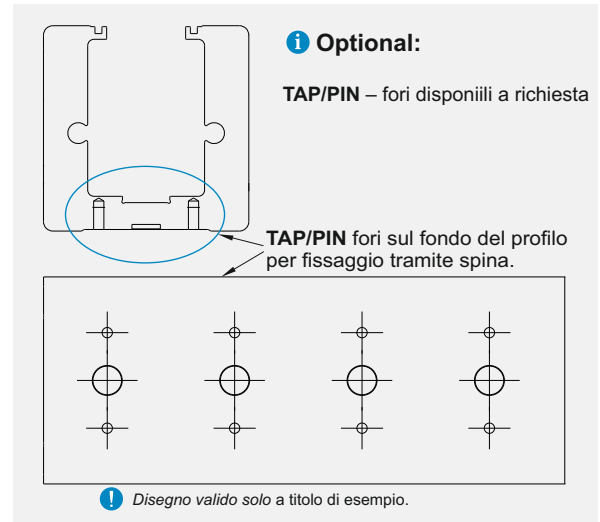 i Optional:
TAP/PIN – fori disponiili a richiesta
TAP/PIN fori sul fondo del profilo
per fissaggio tramite spina.
! Disegno valido solo a titolo di esempio.